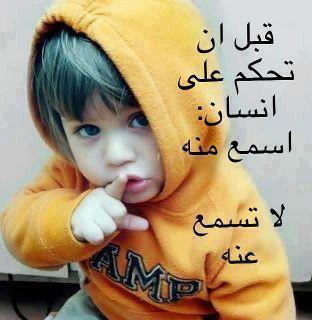 قبل ان
تحكم على
انسان:
اسمع منه
لا تسمع
عنه
AMP